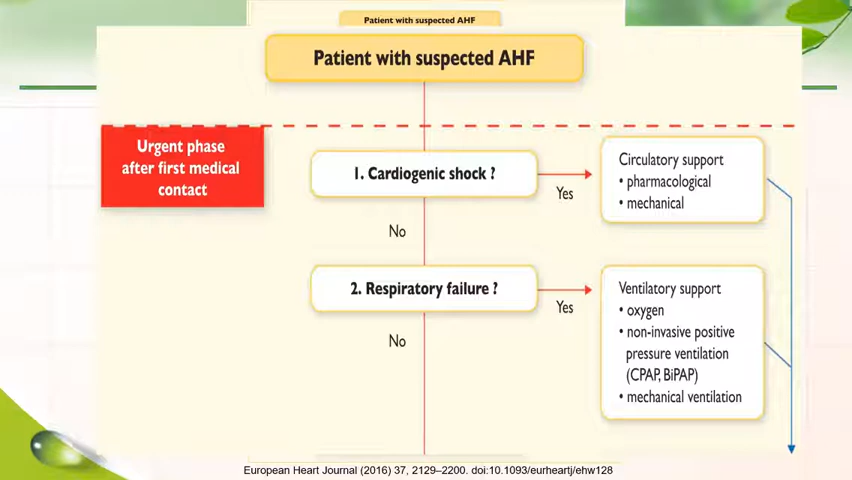 Patient with suspected AHF
Patient with suspected AHF
Urgent phase
after first medical
contact
1. Cardiogenic shock ?
Yes
Circulatory support
• pharmacological
• mechanical
No
2. Respiratory failure ?
Yes
Ventilatory support
• oxygen
• non-invasive positive
pressure ventilation
(CPAP, BiPAP)
• mechanical ventilation
No
European Heart Journal (2016) 37, 2129–2200. doi:10.1093/eurheartj/ehw128